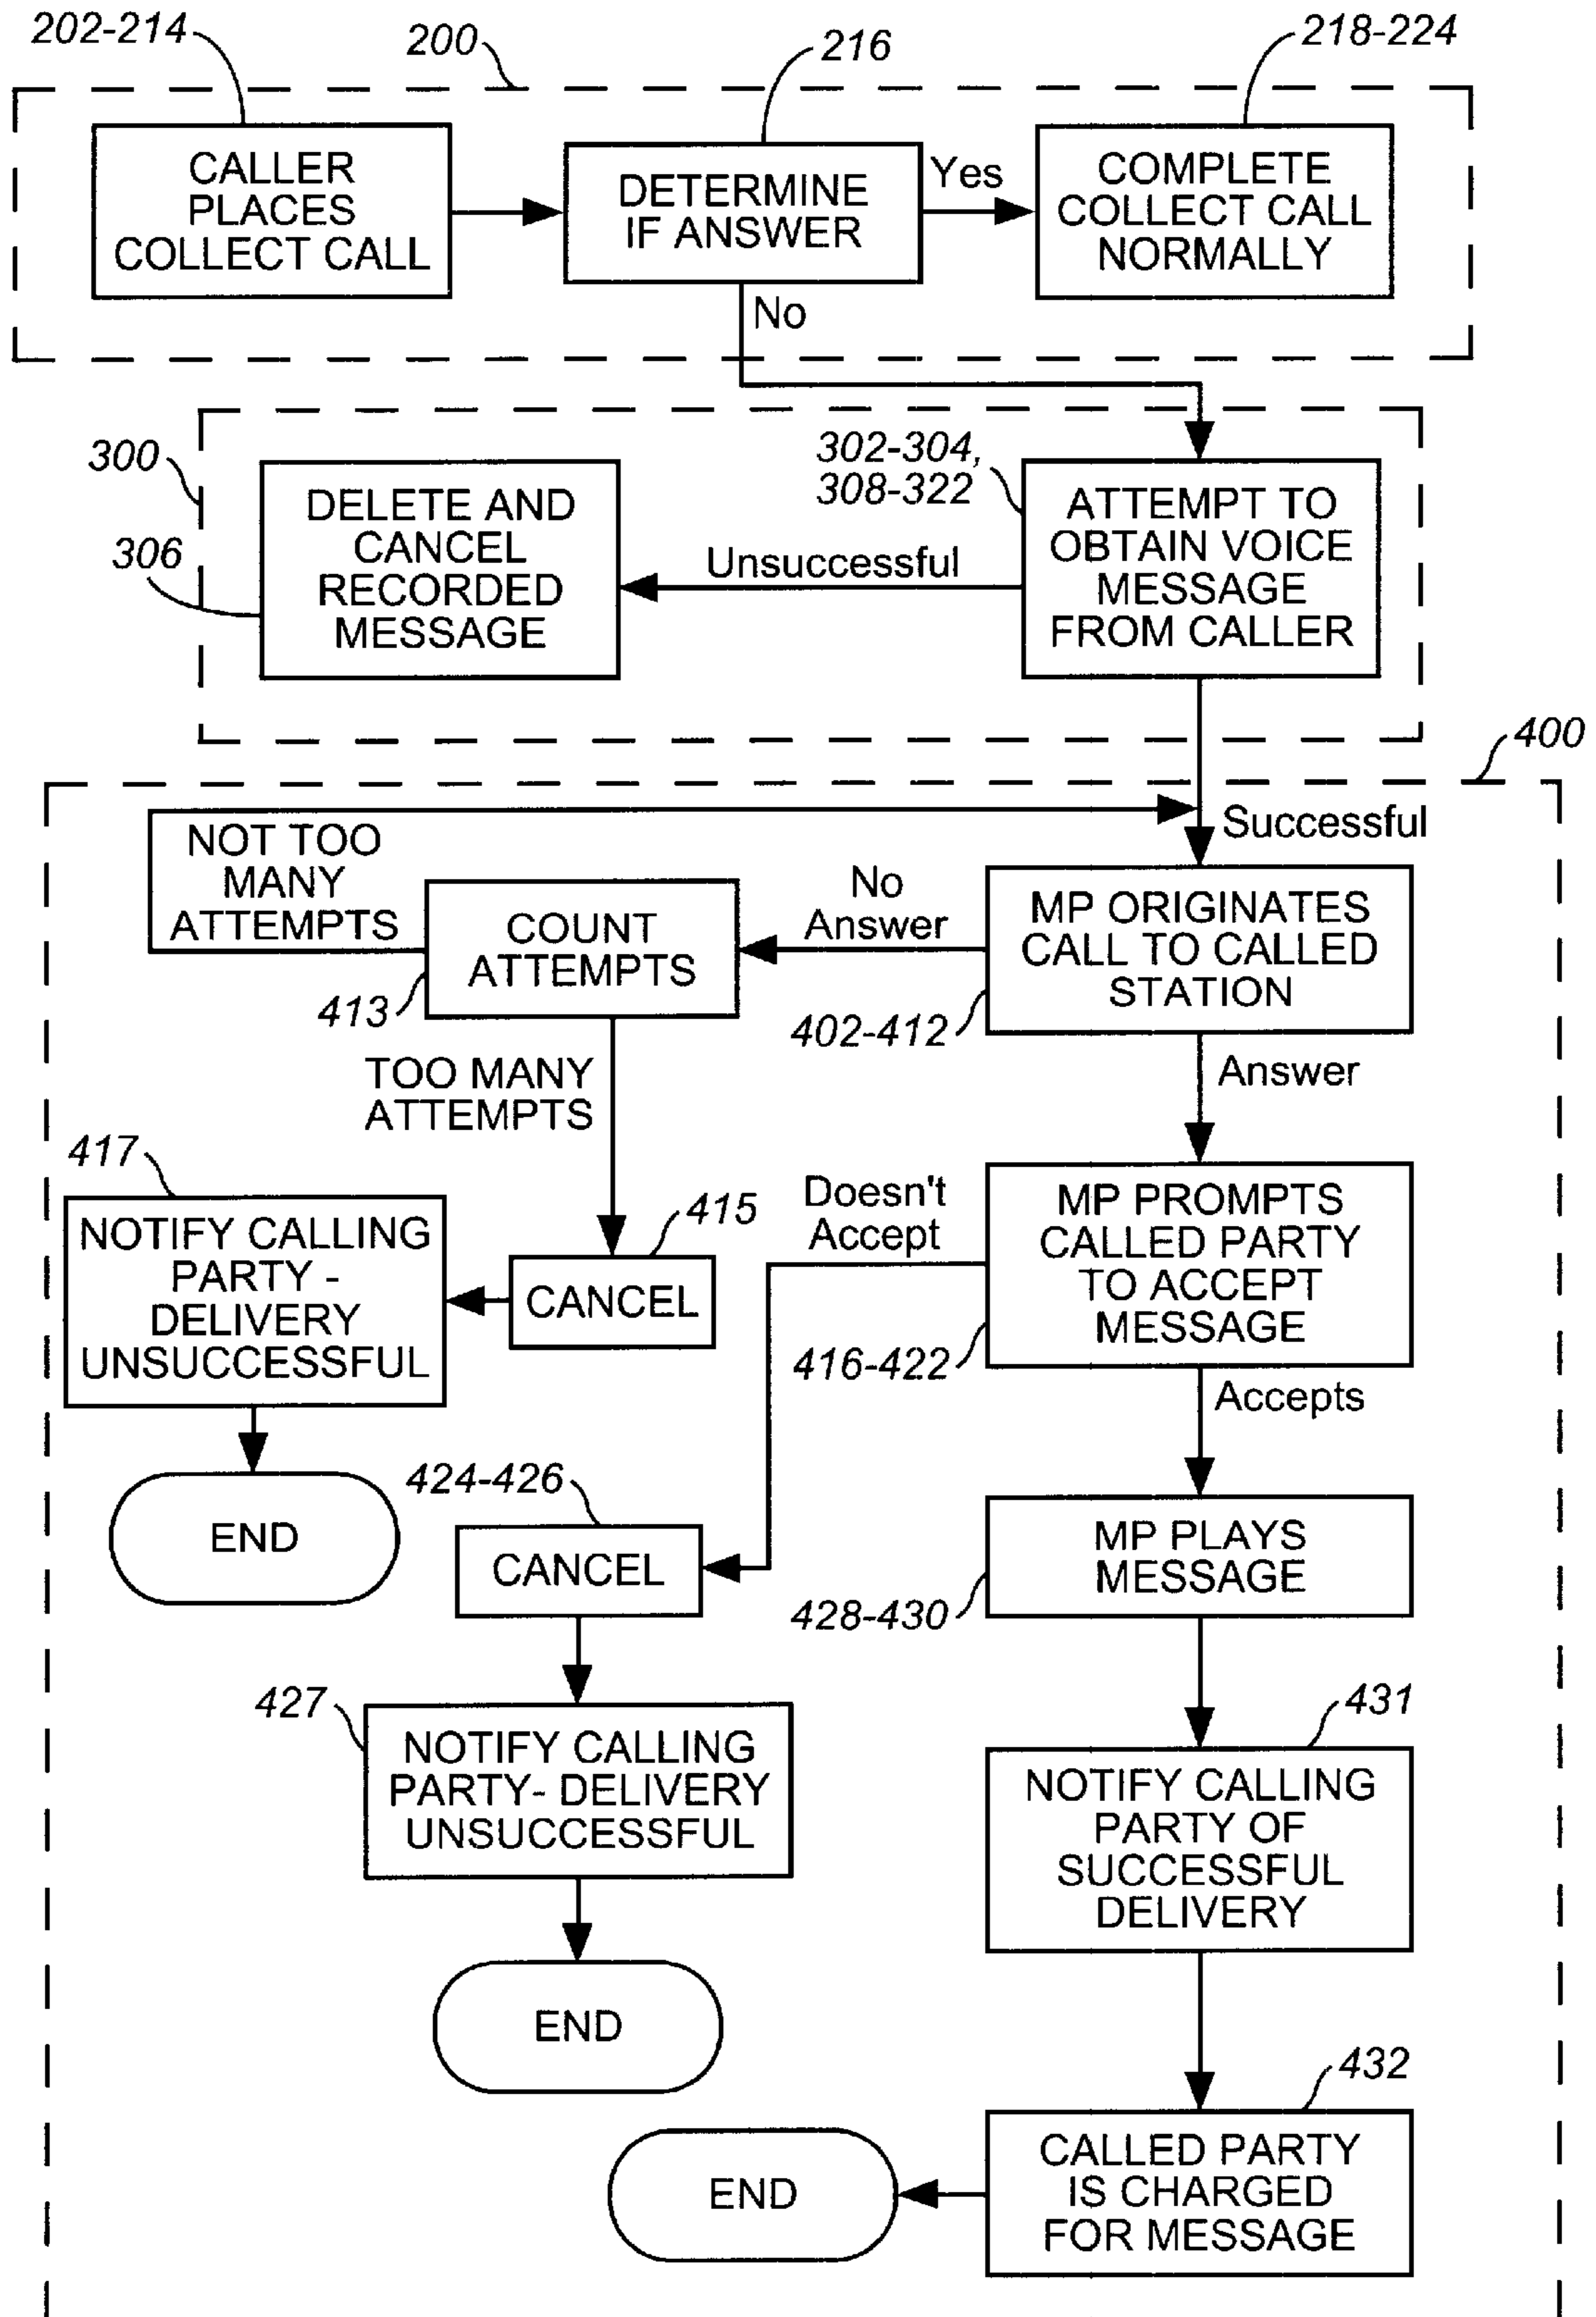 202-214
200
216
218-224
CALLER
PLACES
COLLECT CALL
DETERMINE
IF ANSWER
Yes
COMPLETE
COLLECT CALL
NORMALLY
No
300
302-304,
308-322
306
DELETE AND
CANCEL
RECORDED
MESSAGE
Unsuccessful
ATTEMPT TO
OBTAIN VOICE
MESSAGE
FROM CALLER
400
Successful
NOT TOO
MANY
ATTEMPTS
COUNT
ATTEMPTS
413
No
Answer
MP ORIGINATES
CALL TO CALLED
STATION
402-412
TOO MANY
ATTEMPTS
Answer
417
NOTIFY CALLING
PARTY -
DELIVERY
UNSUCCESSFUL
415
CANCEL
Doesn't
Accept
MP PROMPTS
CALLED PARTY
TO ACCEPT
MESSAGE
416-422
Accepts
END
424-426
CANCEL
MP PLAYS
MESSAGE
428-430
427
NOTIFY CALLING
PARTY- DELIVERY
UNSUCCESSFUL
431
NOTIFY CALLING
PARTY OF
SUCCESSFUL
DELIVERY
END
432
CALLED PARTY
IS CHARGED
FOR MESSAGE
END